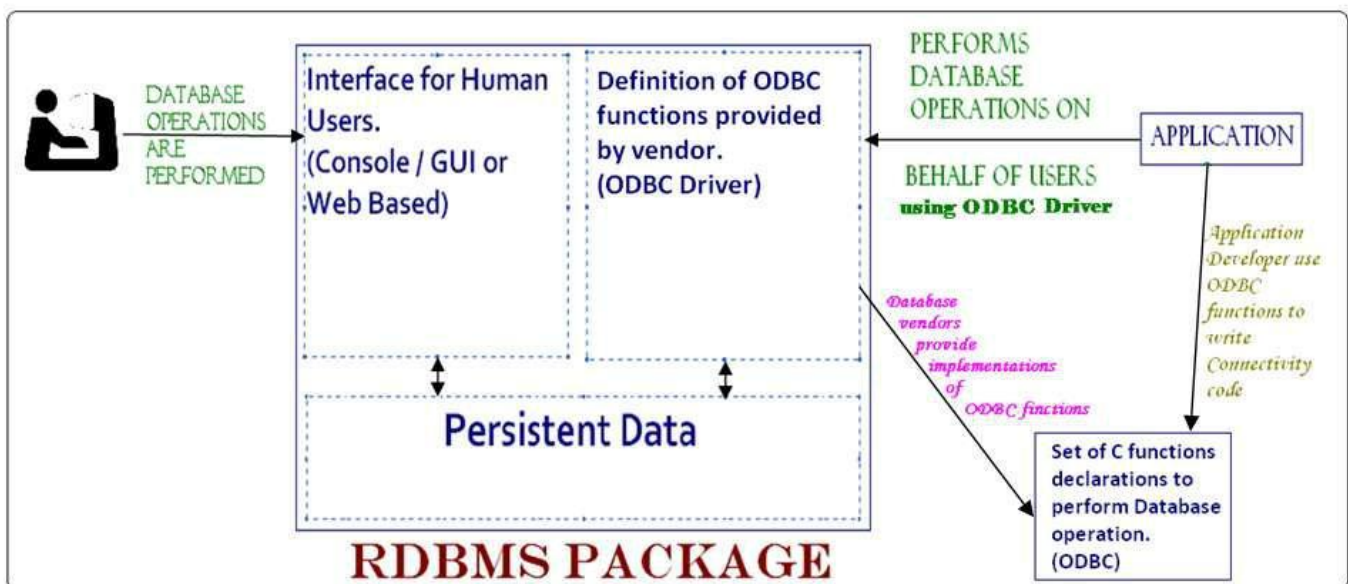 DATABASE
OPERATIONS
ARE
PERFORMED
Interface for Human
Users.
(Console / GUI or
Web Based)
Definition of ODBC
functions provided
by vendor.
(ODBC Driver)
PERFORMS
DATABASE
OPERATIONS ON
BEHALF OF USERS
using ODBC Driver
APPLICATION
Application
Developer use
ODBC
functions to
write
Connectivity
code
Database
vendors
provide
implementations
of
ODBC finctions
Persistent Data
Set of C functions
declarations to
perform Database
operation.
(ODBC)
RDBMS PACKAGE